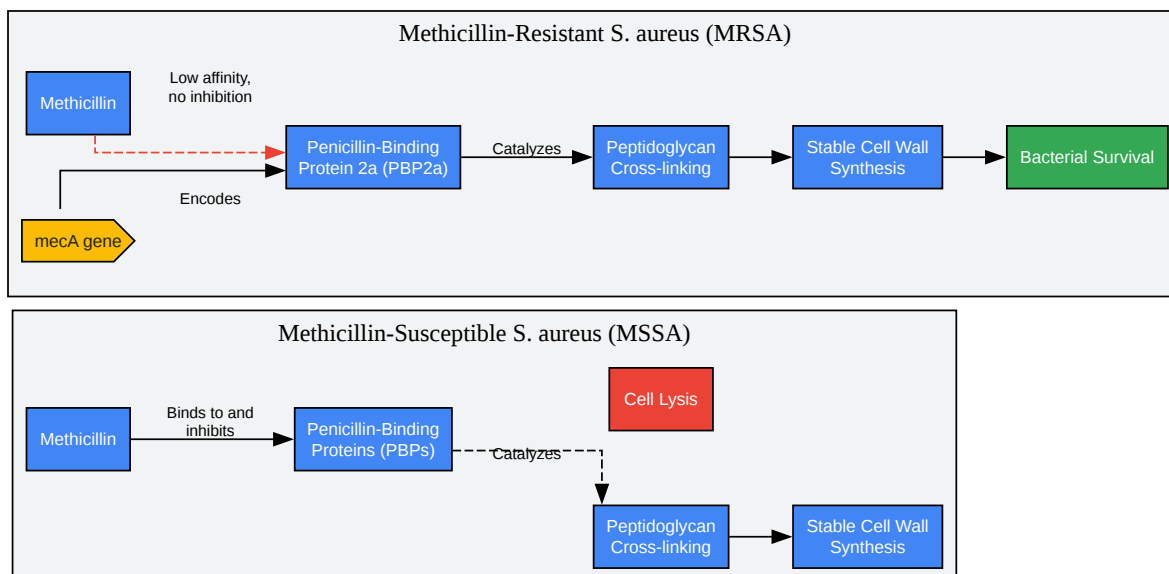 Methicillin-Resistant S. aureus (MRSA)
Methicillin
Low affinity,
no inhibition
Penicillin-Binding
Protein 2a (PBP2a)
Catalyzes
Peptidoglycan
Cross-linking
Stable Cell Wall
Synthesis
Bacterial Survival
Encodes
mecA gene
Methicillin-Susceptible S. aureus (MSSA)
Cell Lysis
Methicillin
Binds to and
inhibits
Penicillin-Binding
Proteins (PBPs)
Catalyzes
Peptidoglycan
Cross-linking
Stable Cell Wall
Synthesis